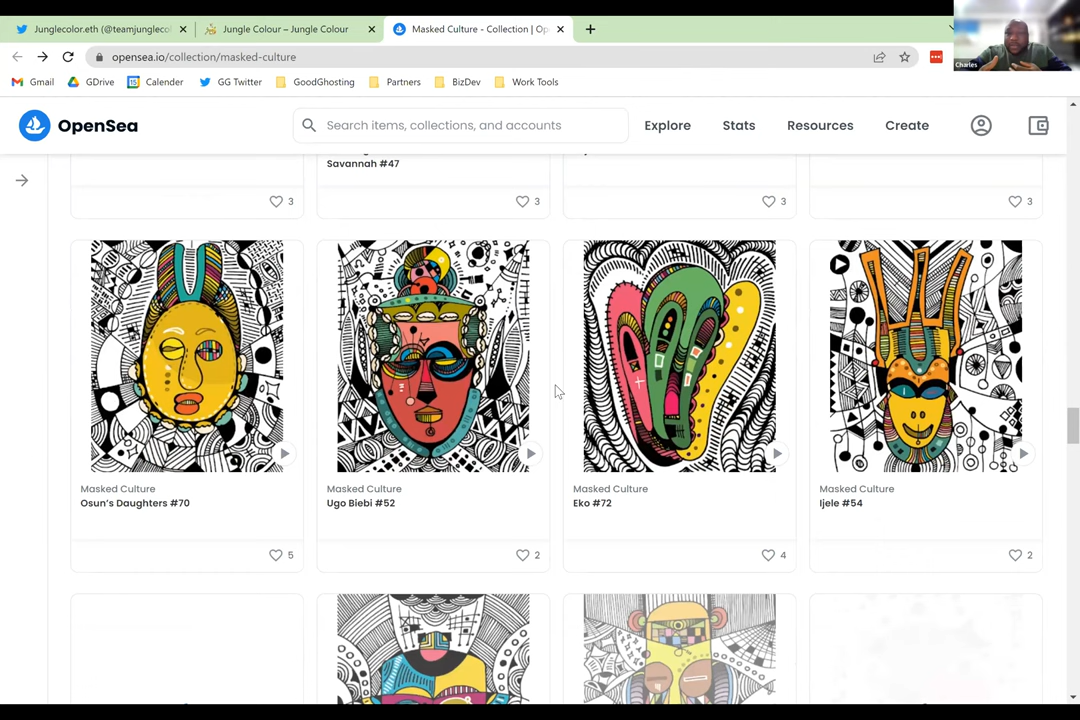 Junglecolor.eth (@teamjungleco
Jungle Colour – Jungle Colour
Masked Culture - Collection | Op
opensea.io/collection/masked-culture
Charles
Gmail
GDrive
Calender
GG Twitter
GoodGhosting
Partners
BizDev
Work Tools
OpenSea
Search items, collections, and accounts
Explore
Stats
Resources
Create
Savannah #47
3
3
3
3
Masked Culture
Osun's Daughters #70
5
Masked Culture
Ugo Biebi #52
2
Masked Culture
Eko #72
4
Masked Culture
Ijele #54
2